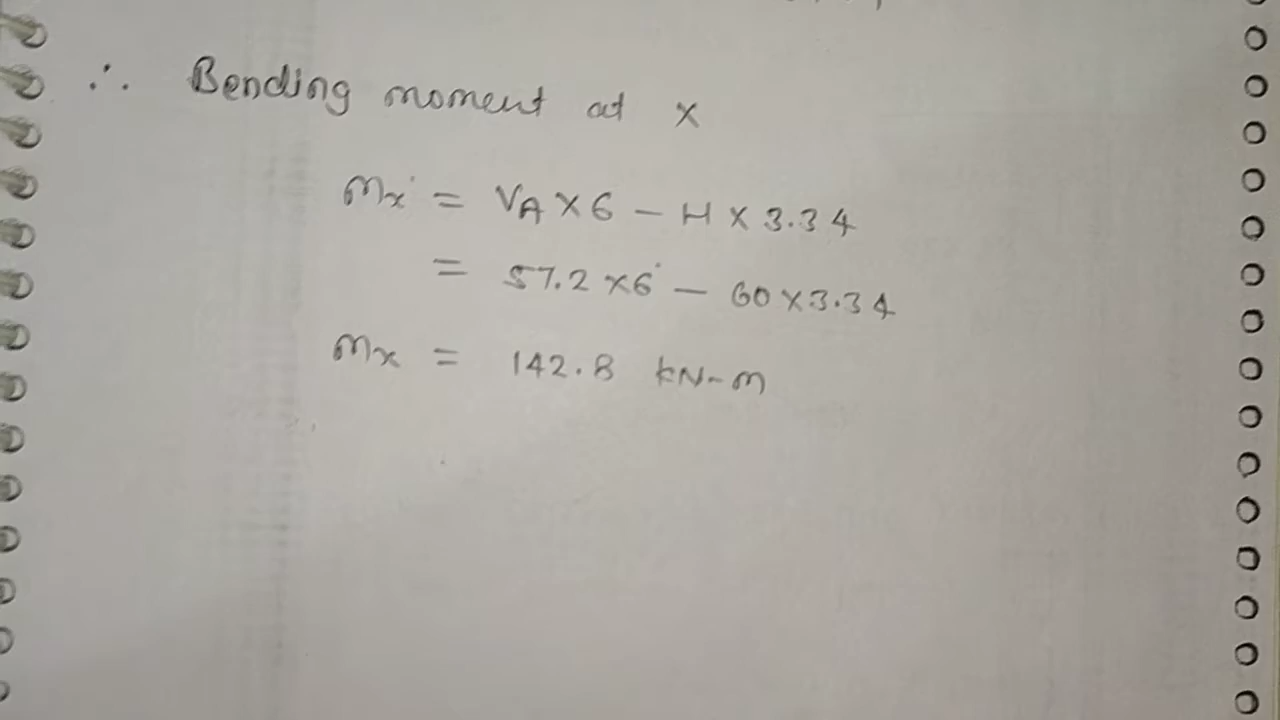 ∴ Bending moment at x
Mx = VA × 6 – H × 3.34
= 57.2 × 6 – 60 × 3.34
Mx = 142.8 kN-m